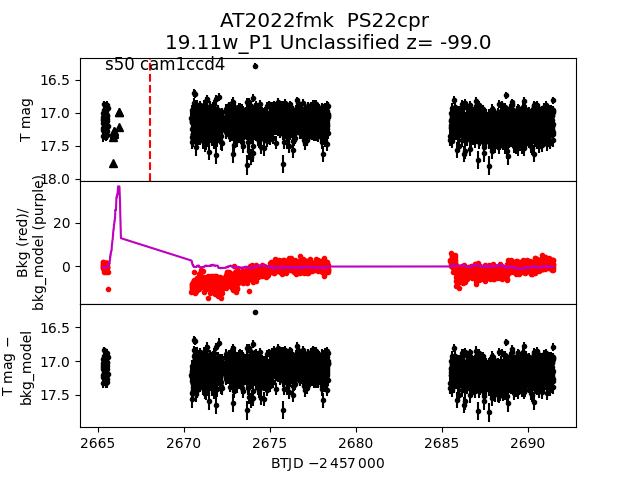 AT2022fmk PS22cpr
19.11w_P1 Unclassified z= -99.0
s50 cam1ccd4
16.5
17.0
17.5
18.0
T mag
20
0
Bkg (red)/
bkg_model (purple)
16.5
17.0
17.5
T mag −
bkg_model
2665
2670
2675
2680
2685
2690
BTJD −2 457 000